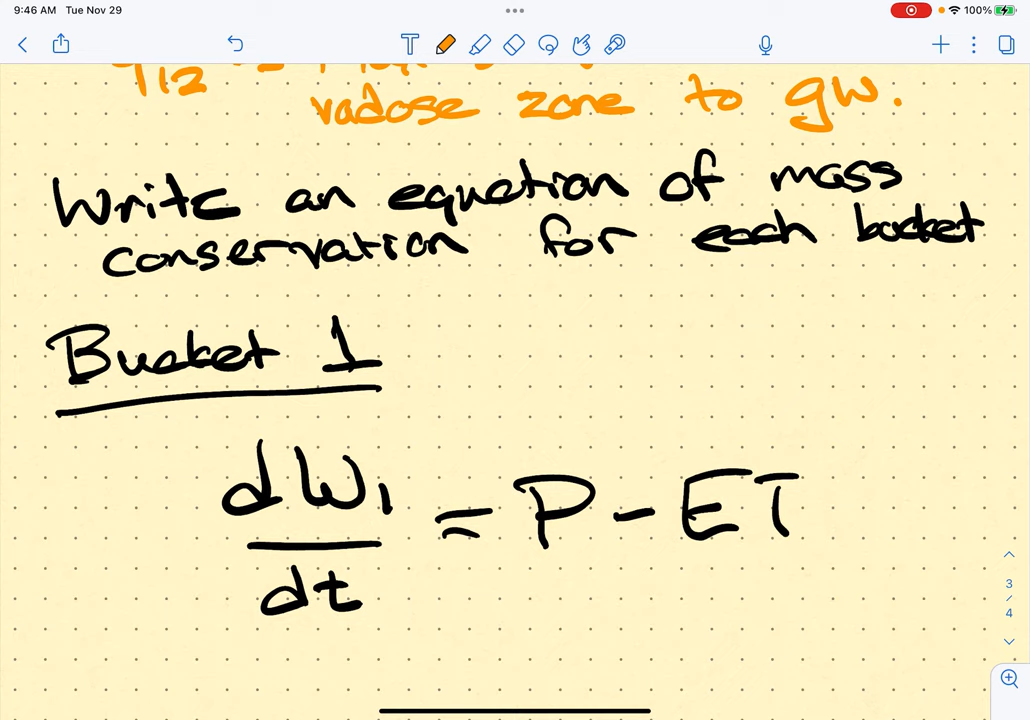 9:46 AM Tue Nov 29
100%
q12
vadose zone to gw.
Write an equation of mass
conservation for each bucket
Bucket 1
dW1
= P - ET
dt
3
/
4